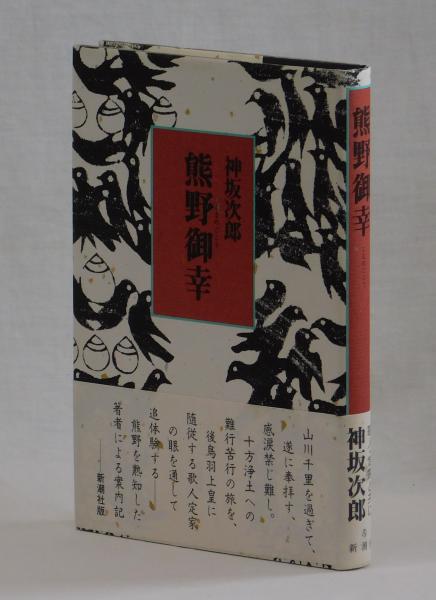 神坂次郎
熊野御幸
山川千里を過ぎて、
遂に奉拝す、
感涙禁じ難し。
十方浄土への
難行苦行の旅を、
後鳥羽上皇に
随従する歌人定家
の眼を通して
追体験する──
熊野を熟知した
著者による案内記
──新潮社版
熊野御幸
神坂次郎